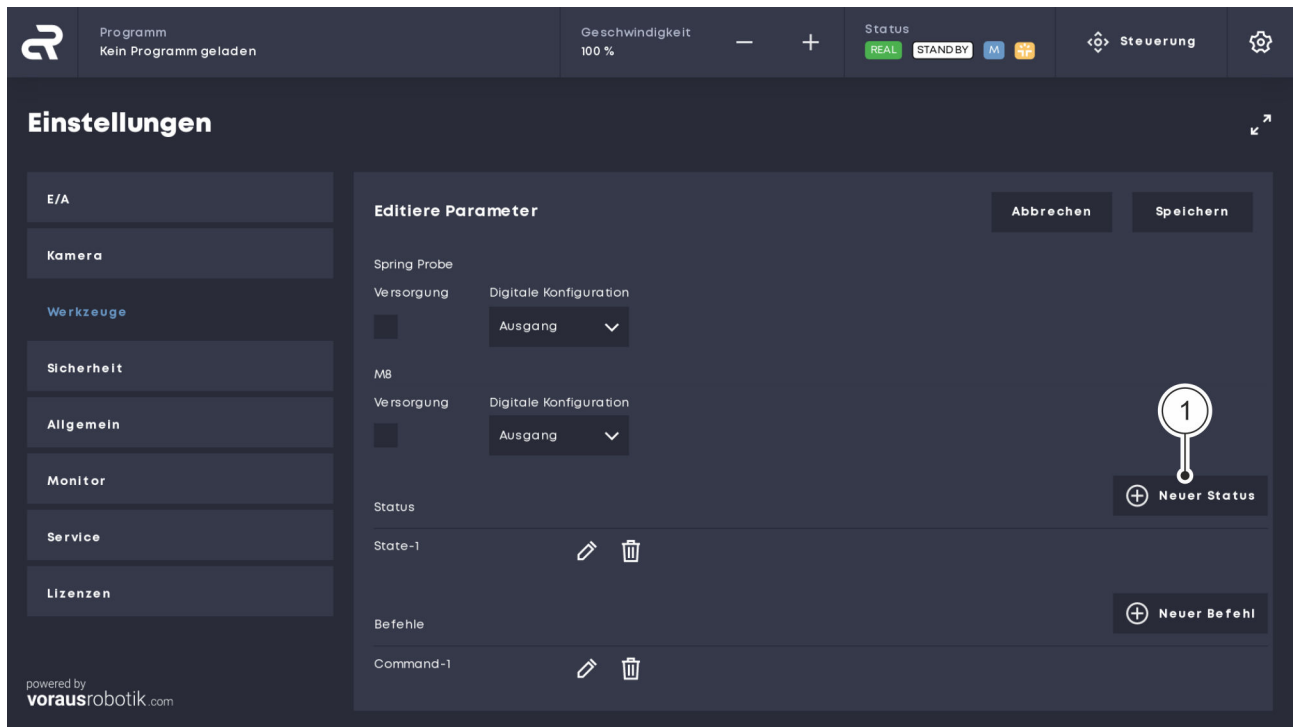 Programm
Kein Programm geladen
Geschwindigkeit
100 %
Status
REAL STANDBY M
Steuerung
Einstellungen
E/A
Kamera
Werkzeuge
Sicherheit
Allgemein
Monitor
Service
Lizenzen
powered by
vorausrobotik.com
Editiere Parameter
Abbrechen
Speichern
Spring Probe
Versorgung Digitale Konfiguration
Ausgang
M8
Versorgung Digitale Konfiguration
Ausgang
1
Neuer Status
Status
State-1
Neuer Befehl
Befehle
Command-1